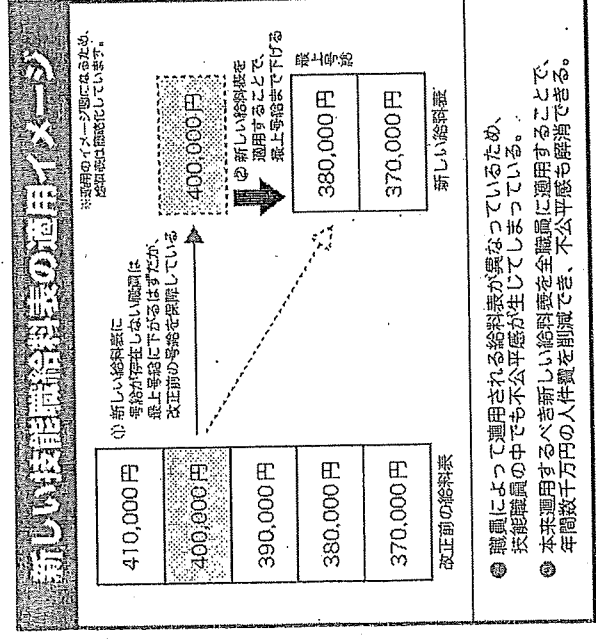 新しい技能職給料表の適用イメージ
※適用のイメージ図になるため、
給料表は簡略化しています。
410,000円
400,000円
390,000円
380,000円
370,000円
改正前の給料表
① 新しい給料表に
号給が存在しない職員は
最上号給に下がるはずだが、
改正前の号給を保障している
400,000円
② 新しい給料表を
適用することで、
最上号給まで下げる
最上号給
380,000円
370,000円
新しい給料表
● 職員によって適用される給料表が異なっているため、
技能職員の中でも不公平感が生じてしまっている。
● 本来適用するべき新しい給料表を全職員に適用することで、
年間数千万円の人件費を削減でき、不公平感も解消できる。